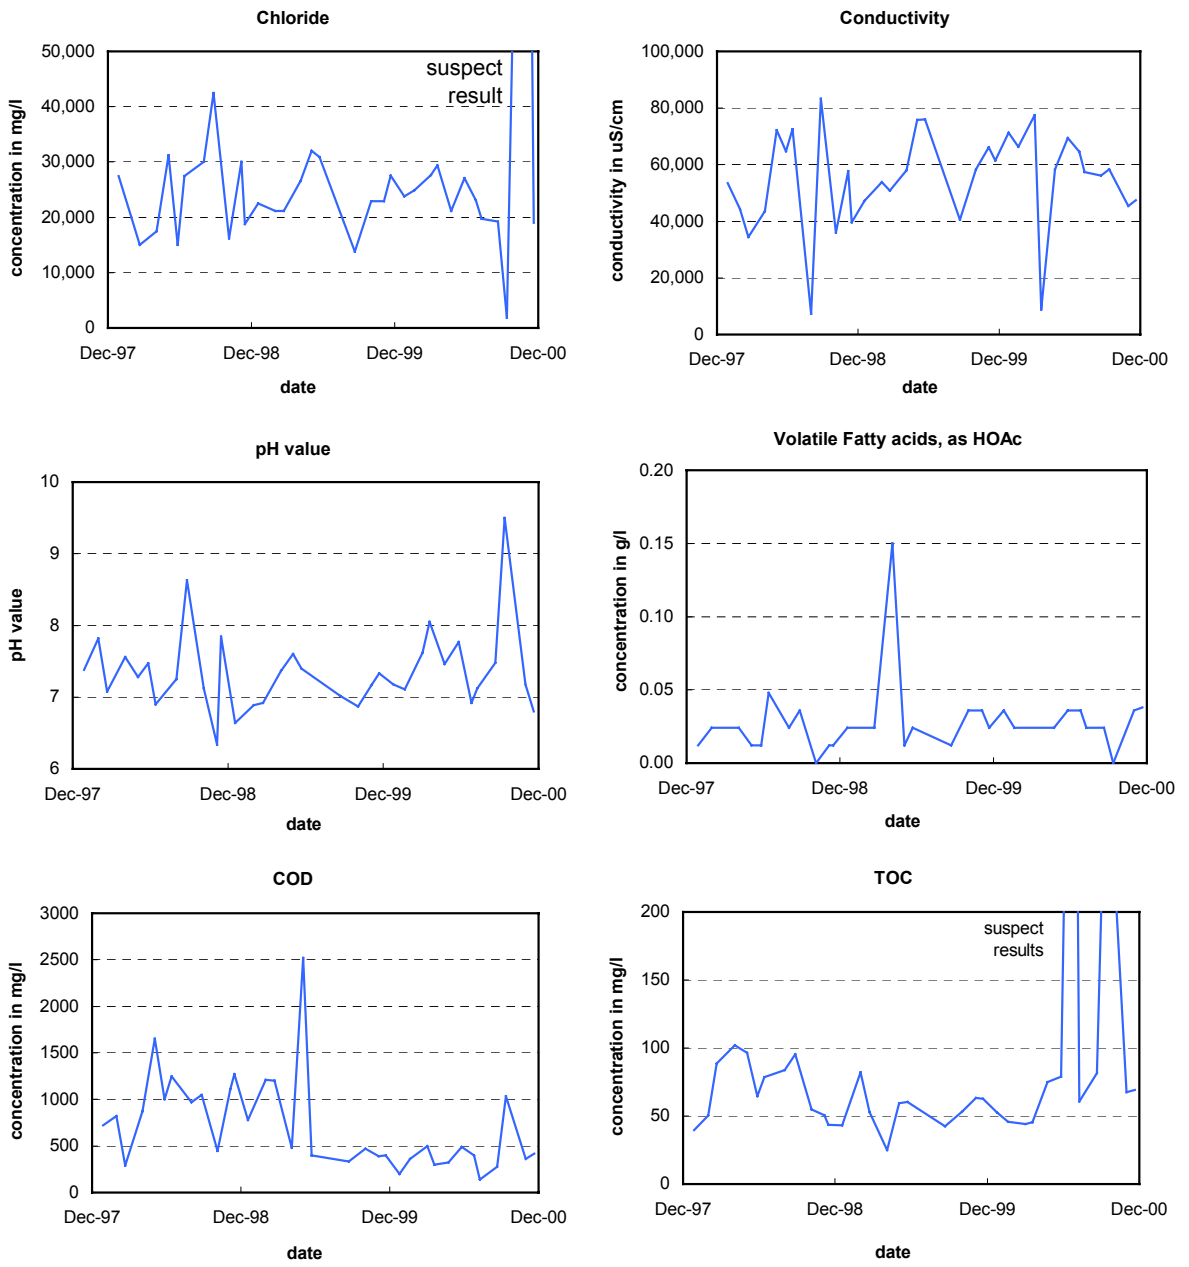 Chloride
50,000
40,000
30,000
20,000
10,000
0
concentration in mg/l
suspect
result
Dec-97
Dec-98
Dec-99
Dec-00
date
Conductivity
100,000
80,000
60,000
40,000
20,000
0
conductivity in uS/cm
Dec-97
Dec-98
Dec-99
Dec-00
date
pH value
10
9
8
7
6
pH value
Dec-97
Dec-98
Dec-99
Dec-00
date
Volatile Fatty acids, as HOAc
0.20
0.15
0.10
0.05
0.00
concentration in g/l
Dec-97
Dec-98
Dec-99
Dec-00
date
COD
3000
2500
2000
1500
1000
500
0
concentration in mg/l
Dec-97
Dec-98
Dec-99
Dec-00
date
TOC
200
150
100
50
0
concentration in mg/l
suspect
results
Dec-97
Dec-98
Dec-99
Dec-00
date